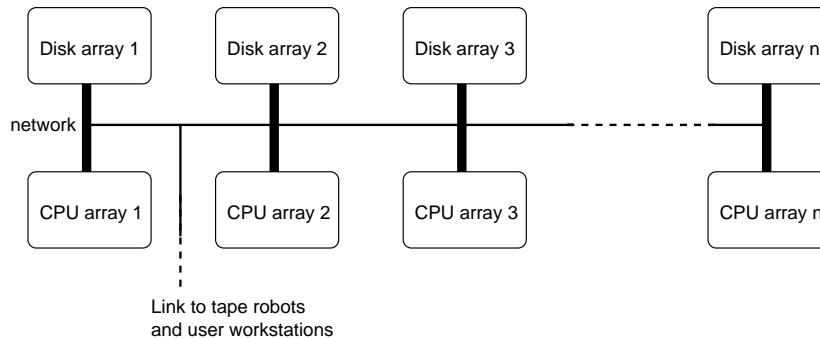 Disk array 1
Disk array 2
Disk array 3
Disk array n
network
CPU array 1
CPU array 2
CPU array 3
CPU array n
Link to tape robots
and user workstations